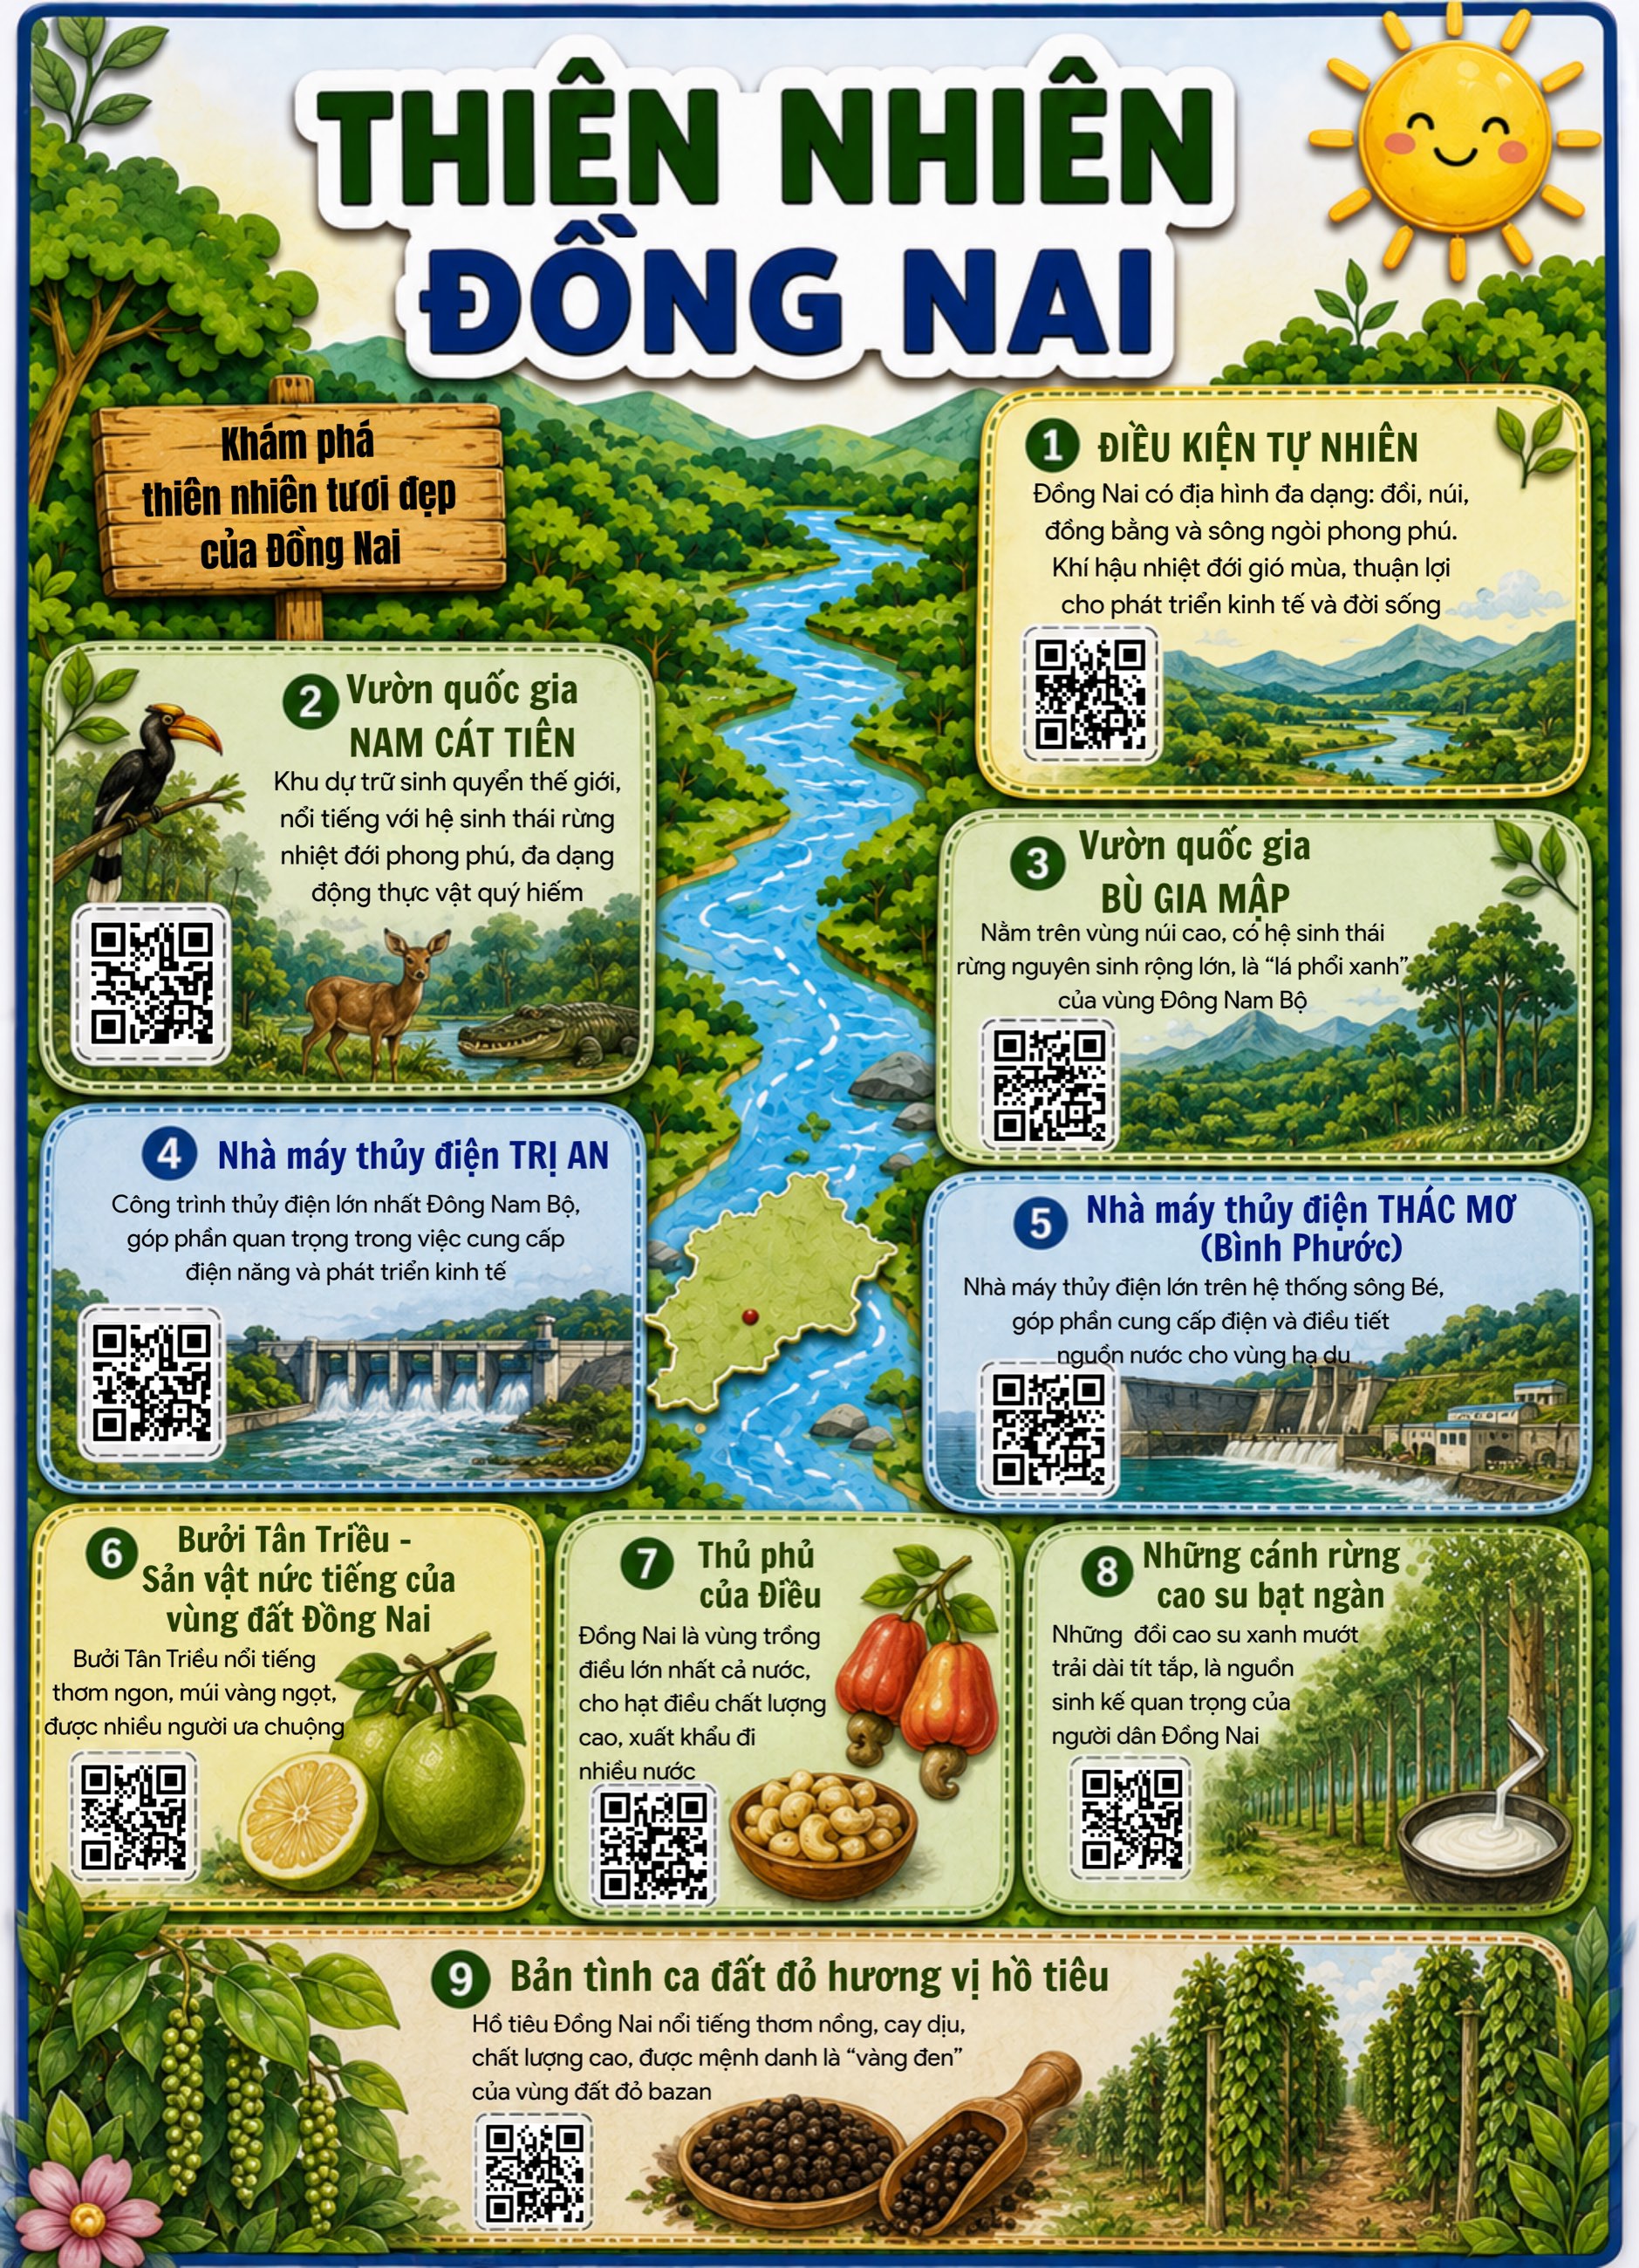 THIÊN NHIÊN
ĐỒNG NAI
Khám phá
thiên nhiên tươi đẹp
của Đồng Nai
1 ĐIỀU KIỆN TỰ NHIÊN
Đồng Nai có địa hình đa dạng: đồi, núi,
đồng bằng và sông ngòi phong phú.
Khí hậu nhiệt đới gió mùa, thuận lợi
cho phát triển kinh tế và đời sống
2 Vườn quốc gia
NAM CÁT TIÊN
Khu dự trữ sinh quyển thế giới,
nổi tiếng với hệ sinh thái rừng
nhiệt đới phong phú, đa dạng
động thực vật quý hiếm
3 Vườn quốc gia
BÙ GIA MẬP
Nằm trên vùng núi cao, có hệ sinh thái
rừng nguyên sinh rộng lớn, là “lá phổi xanh”
của vùng Đông Nam Bộ
4 Nhà máy thủy điện TRỊ AN
Công trình thủy điện lớn nhất Đông Nam Bộ,
góp phần quan trọng trong việc cung cấp
điện năng và phát triển kinh tế
5 Nhà máy thủy điện THÁC MƠ
(Bình Phước)
Nhà máy thủy điện lớn trên hệ thống sông Bé,
góp phần cung cấp điện và điều tiết
nguồn nước cho vùng hạ du
6 Bưởi Tân Triều -
Sản vật nức tiếng của
vùng đất Đồng Nai
Bưởi Tân Triều nổi tiếng
thơm ngon, múi vàng ngọt,
được nhiều người ưa chuộng
7 Thủ phủ
của Điều
Đồng Nai là vùng trồng
điều lớn nhất cả nước,
cho hạt điều chất lượng
cao, xuất khẩu đi
nhiều nước
8 Những cánh rừng
cao su bạt ngàn
Những đồi cao su xanh mướt
trải dài tít tắp, là nguồn
sinh kế quan trọng của
người dân Đồng Nai
9 Bản tình ca đất đỏ hương vị hồ tiêu
Hồ tiêu Đồng Nai nổi tiếng thơm nồng, cay dịu,
chất lượng cao, được mệnh danh là “vàng đen”
của vùng đất đỏ bazan